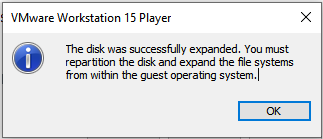 VMware Workstation 15 Player
The disk was successfully expanded. You must
repartition the disk and expand the file systems
from within the guest operating system.
OK